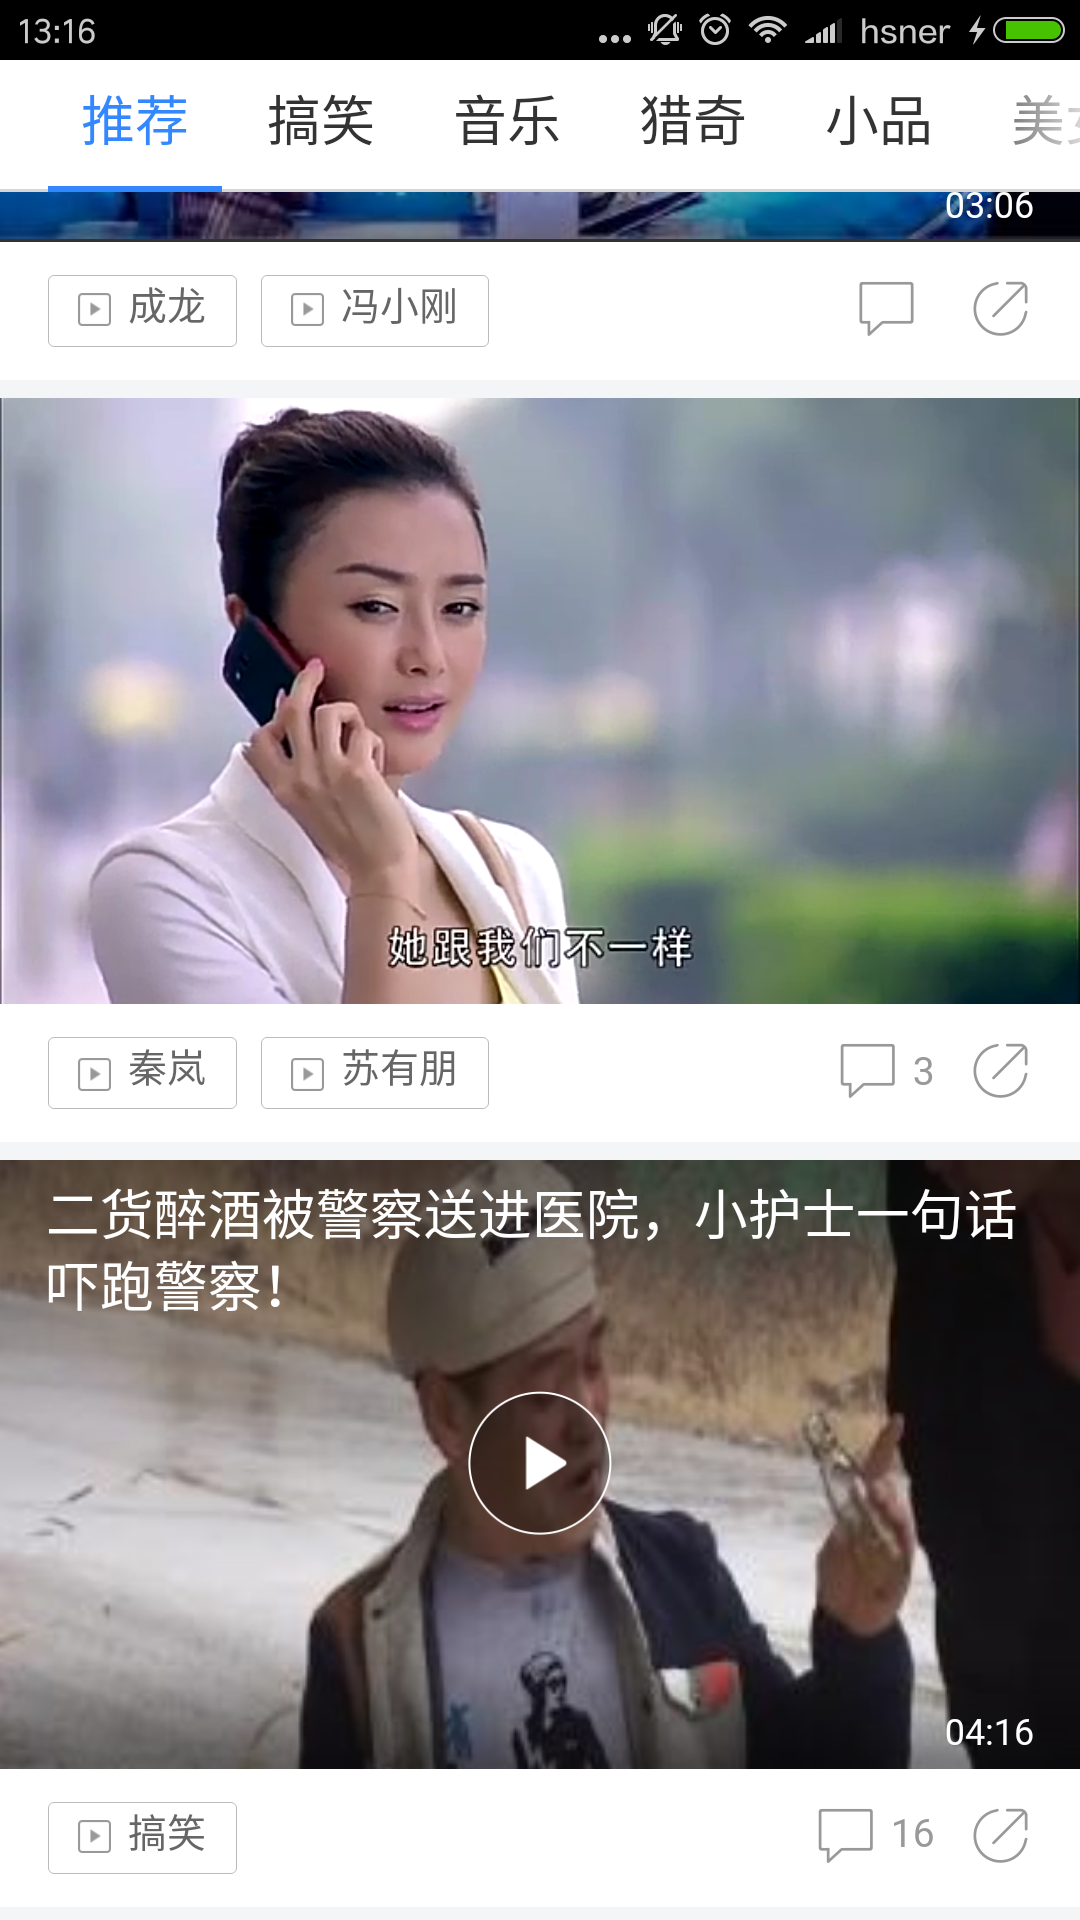 13:16 ... hsner
推荐 搞笑 音乐 猎奇 小品 美
03:06
成龙 冯小刚
她跟我们不一样
秦岚 苏有朋 3
二货醉酒被警察送进医院，小护士一句话
吓跑警察！
04:16
搞笑 16